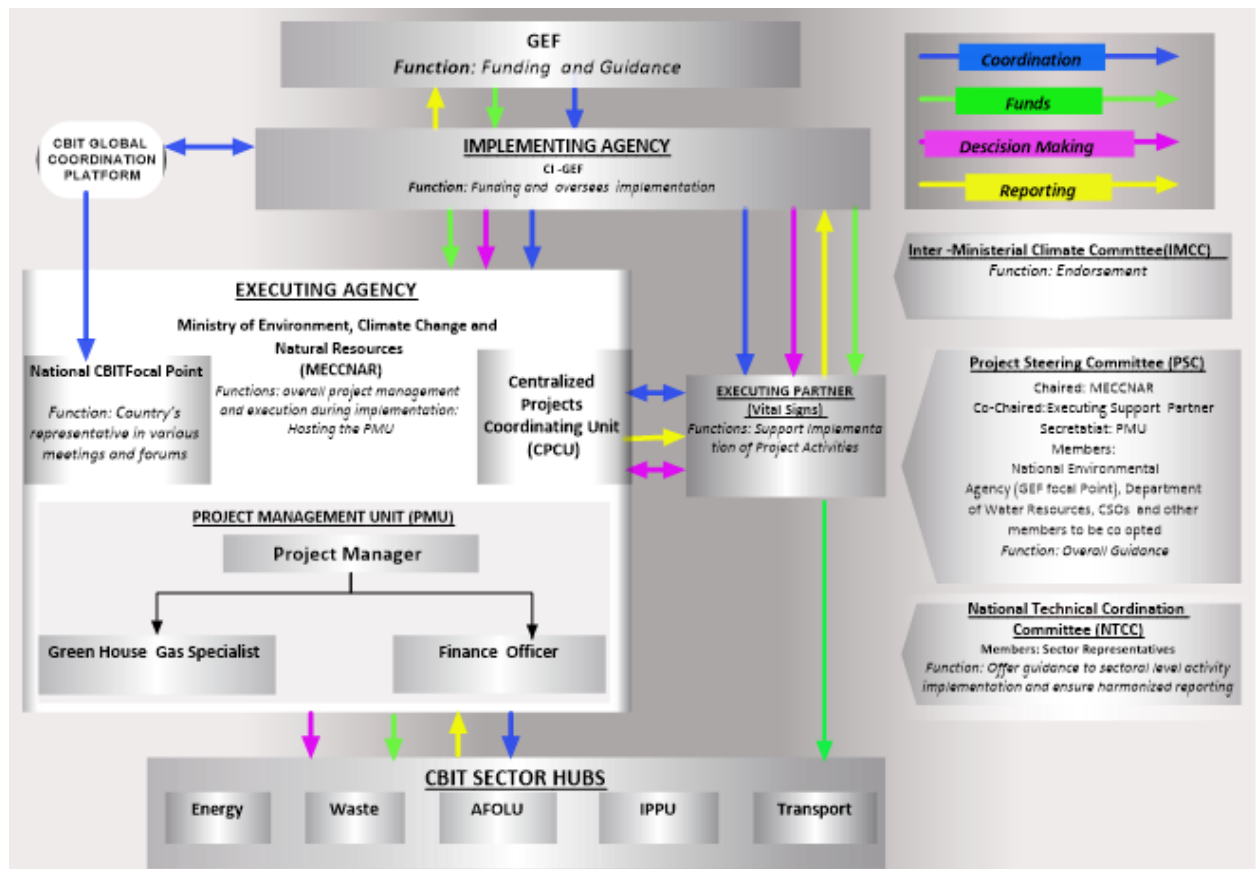 GEF
Function: Funding and Guidance
CBIT GLOBAL
COORDINATION
PLATFORM
IMPLEMENTING AGENCY
CI -GEF
Function: Funding and oversees implementation
Coordination
Funds
Descision Making
Reporting
Inter -Ministerial Climate Commttee(IMCC)
Function: Endorsement
EXECUTING AGENCY
Ministry of Environment, Climate Change and
Natural Resources
(MECCNAR)
Functions: overall project management
and execution during implementation:
Hosting the PMU
National CBITFocal Point
Function: Country's
representative in various
meetings and forums
Centralized
Projects
Coordinating Unit
(CPCU)
EXECUTING PARTNER
(Vital Signs)
Functions: Support Implementa
tion of Project Activities
Project Steering Committee (PSC)
Chaired: MECCNAR
Co-Chaired:Executing Support Partner
Secretatiat: PMU
Members:
National Environmental
Agency (GEF focal Point), Department
of Water Resources, CSOs and other
members to be co opted
Function: Overall Guidance
PROJECT MANAGEMENT UNIT (PMU)
Project Manager
Green House Gas Specialist
Finance Officer
National Technical Cordination
Committee (NTCC)
Members: Sector Representatives
Function: Offer guidance to sectoral level activity
implementation and ensure harmonized reporting
CBIT SECTOR HUBS
Energy
Waste
AFOLU
IPPU
Transport